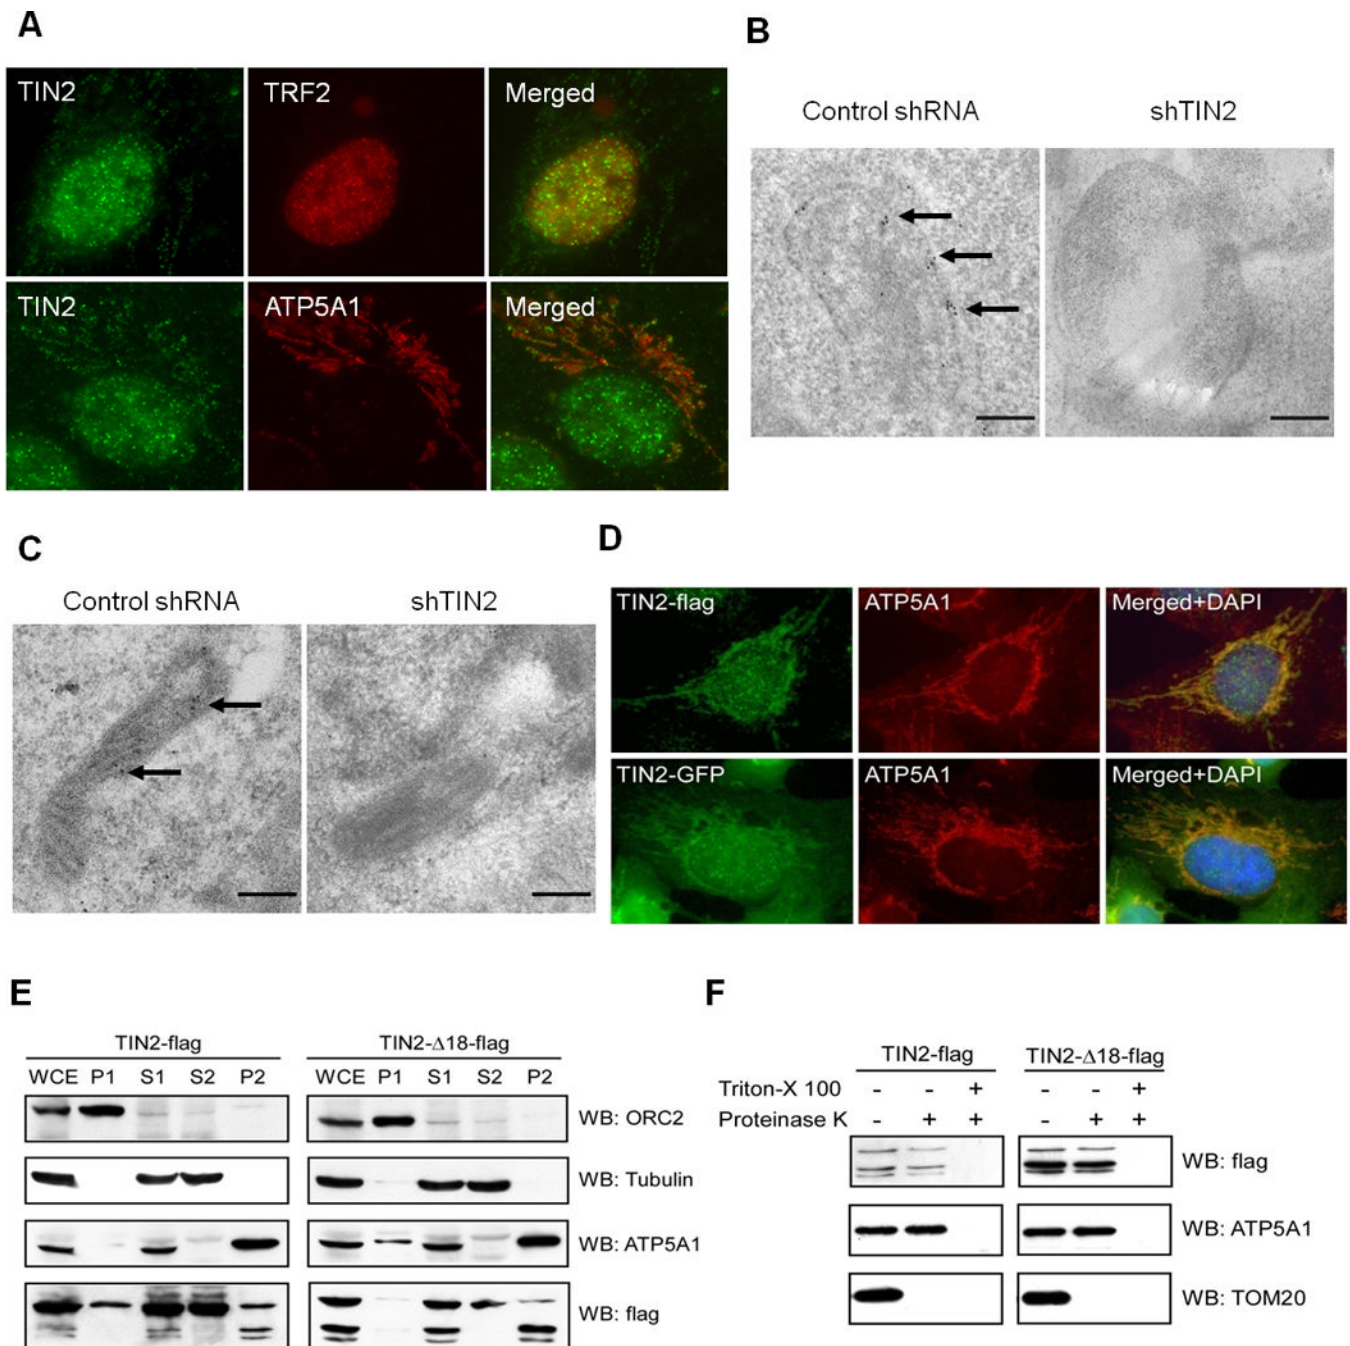 A
TIN2
TRF2
Merged
TIN2
ATP5A1
Merged
B
Control shRNA
shTIN2
C
Control shRNA
shTIN2
D
TIN2-flag
ATP5A1
Merged+DAPI
TIN2-GFP
ATP5A1
Merged+DAPI
E
TIN2-flag
TIN2-Δ18-flag
WCE P1 S1 S2 P2
WCE P1 S1 S2 P2
WB: ORC2
WB: Tubulin
WB: ATP5A1
WB: flag
F
TIN2-flag
TIN2-Δ18-flag
Triton-X 100 - - + - - +
Proteinase K - + + - + +
WB: flag
WB: ATP5A1
WB: TOM20